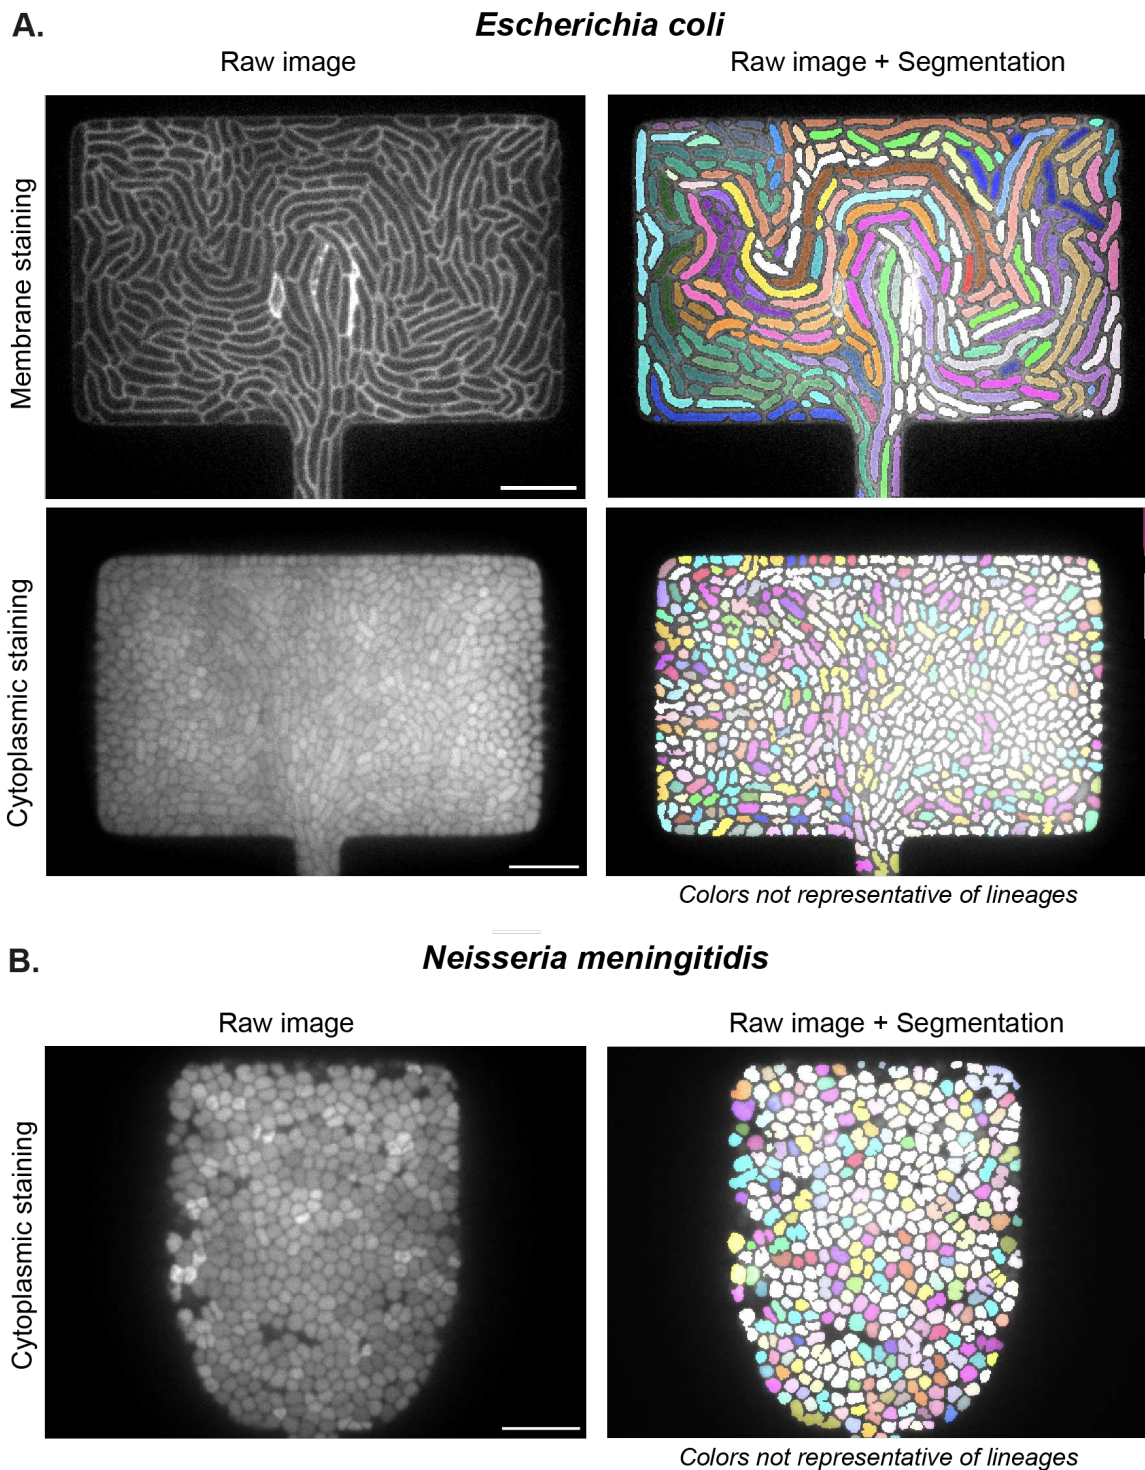 A.
Escherichia coli
Raw image
Raw image + Segmentation
Membrane staining
Cytoplasmic staining
Colors not representative of lineages
B.
Neisseria meningitidis
Raw image
Raw image + Segmentation
Cytoplasmic staining
Colors not representative of lineages